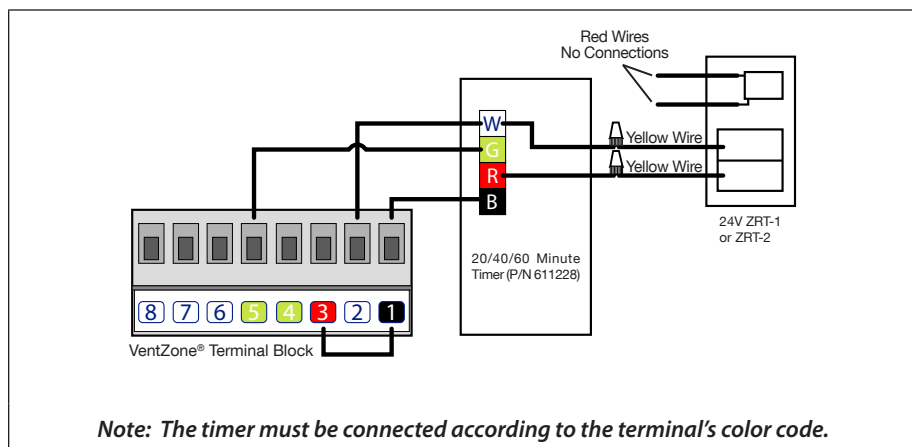 Red Wires
No Connections
W
G
R
B
Yellow Wire
Yellow Wire
24V ZRT-1
or ZRT-2
20/40/60 Minute
Timer (P/N 611228)
8 7 6 5 4 3 2 1
VentZone® Terminal Block
Note: The timer must be connected according to the terminal's color code.